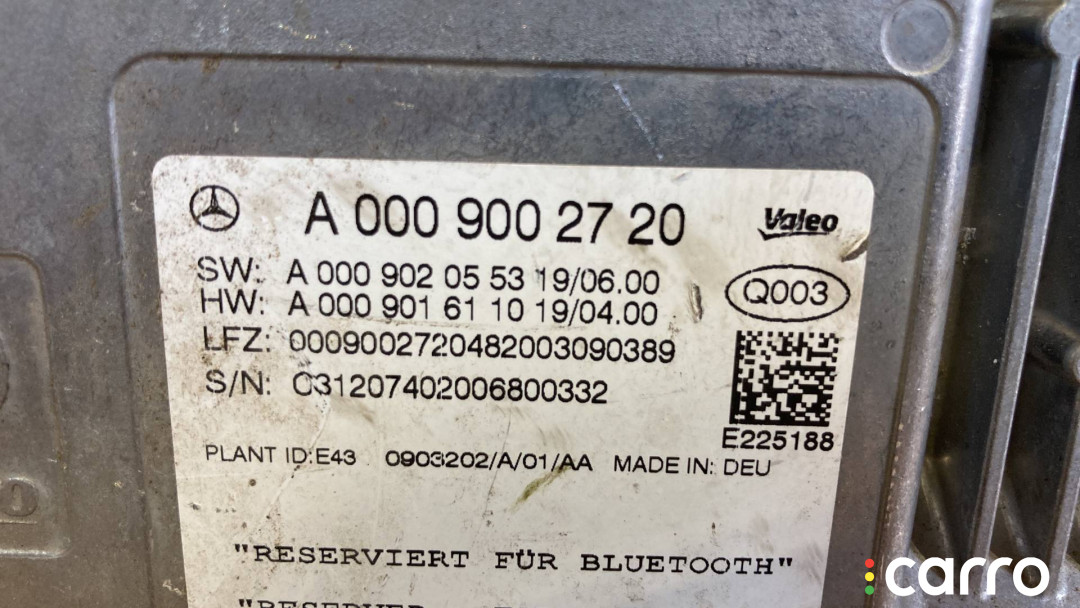 A 000 900 27 20
Valeo
SW: A 000 902 05 53 19/06.00
HW: A 000 901 61 10 19/04.00
Q003
LFZ: 0009002720482003090389
S/N: C31207402006800332
E225188
PLANT ID:E43 0903202/A/01/AA MADE IN: DEU
"RESERVIERT FÜR BLUETOOTH"
carro